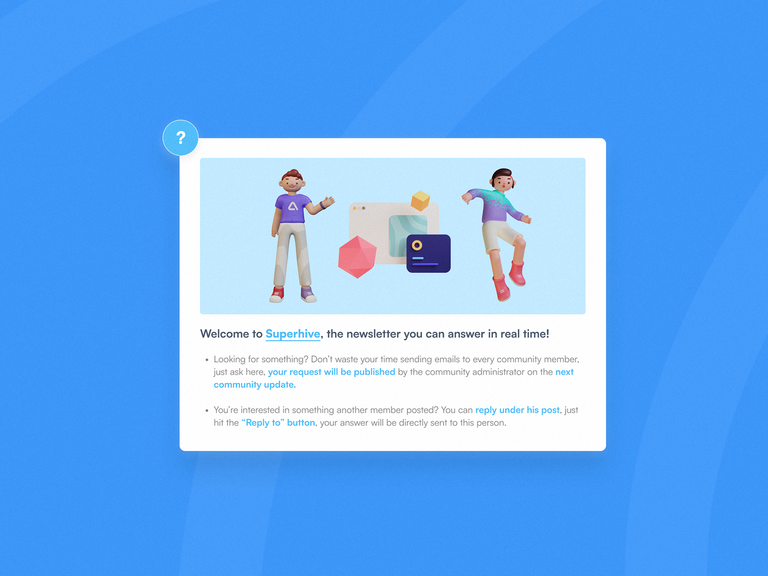 ?
Welcome to Superhive, the newsletter you can answer in real time!
• Looking for something? Don't waste your time sending emails to every community member,
just ask here, your request will be published by the community administrator on the next
community update.
• You're interested in something another member posted? You can reply under his post, just
hit the “Reply to” button, your answer will be directly sent to this person.